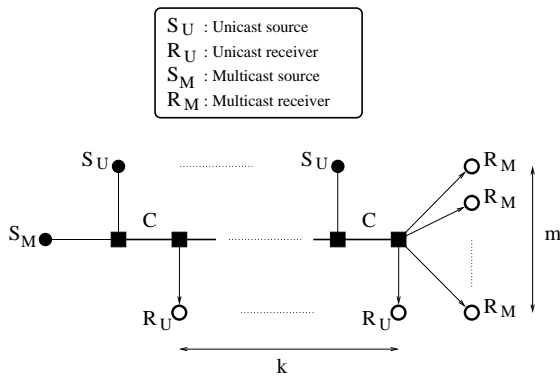 S U : Unicast source
R U : Unicast receiver
S M : Multicast source
R M : Multicast receiver
S U
S U
R M
R M
C
C
S M
m
R M
R U
R U
k